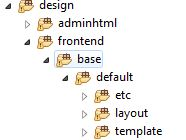 design
adminhtml
frontend
base
default
etc
layout
template